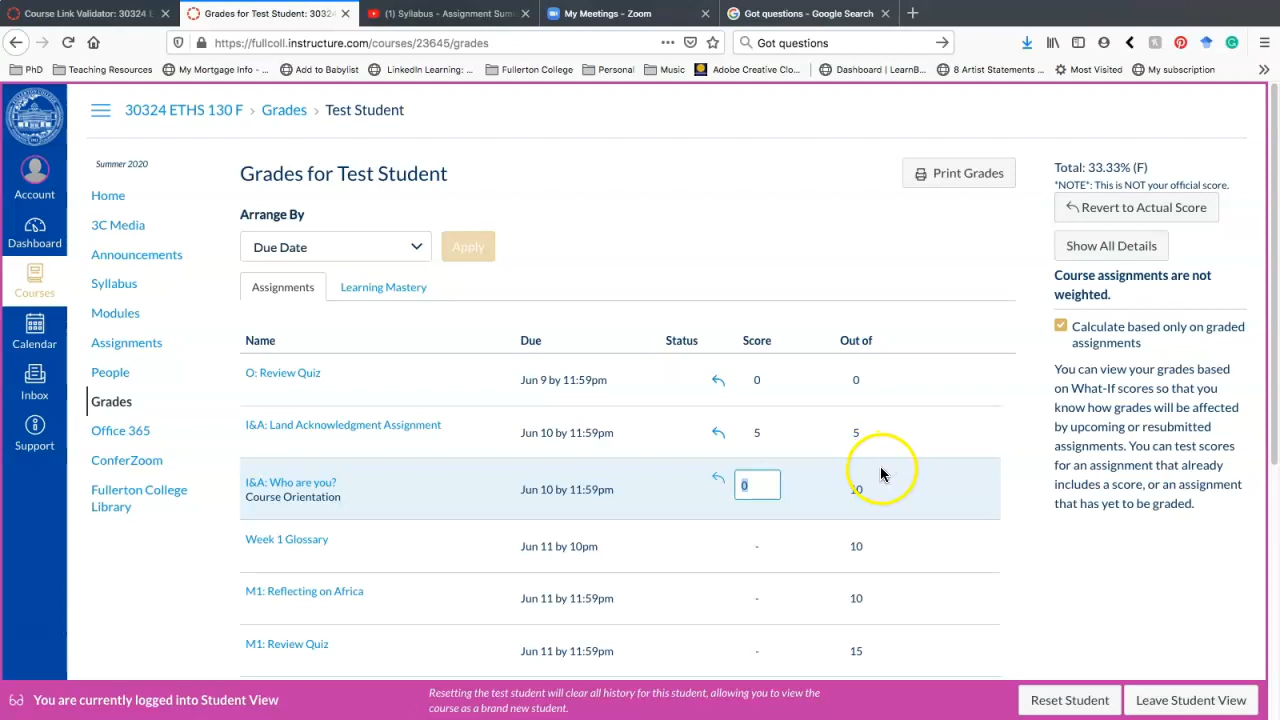 Course Link Validator: 30324 ETHS
Grades for Test Student: 30324
(1) Syllabus - Assignment Sum
My Meetings - Zoom
Got questions - Google Search
https://fullcoll.instructure.com/courses/23645/grades
Got questions
PhD
Teaching Resources
My Mortgage Info -...
Add to Babylist
LinkedIn Learning:...
Fullerton College
Personal
Music
Adobe Creative Clo...
Dashboard | LearnB...
8 Artist Statements ...
Most Visited
My subscription
30324 ETHS 130 F › Grades › Test Student
Account
Dashboard
Courses
Calendar
Inbox
Support
Summer 2020
Home
3C Media
Announcements
Syllabus
Modules
Assignments
People
Grades
Office 365
ConferZoom
Fullerton College
Library
Grades for Test Student
Print Grades
Arrange By
Due Date
Apply
Assignments
Learning Mastery
Name Due Status Score Out of
O: Review Quiz Jun 9 by 11:59pm 0 0
I&A: Land Acknowledgment Assignment Jun 10 by 11:59pm 5 5
I&A: Who are you?
Course Orientation
Jun 10 by 11:59pm 0 10
Week 1 Glossary Jun 11 by 10pm - 10
M1: Reflecting on Africa Jun 11 by 11:59pm - 10
M1: Review Quiz Jun 11 by 11:59pm - 15
Total: 33.33% (F)
*NOTE*: This is NOT your official score.
Revert to Actual Score
Show All Details
Course assignments are not
weighted.
Calculate based only on graded
assignments
You can view your grades based
on What-If scores so that you
know how grades will be affected
by upcoming or resubmitted
assignments. You can test scores
for an assignment that already
includes a score, or an assignment
that has yet to be graded.
You are currently logged into Student View
Resetting the test student will clear all history for this student, allowing you to view the
course as a brand new student.
Reset Student
Leave Student View